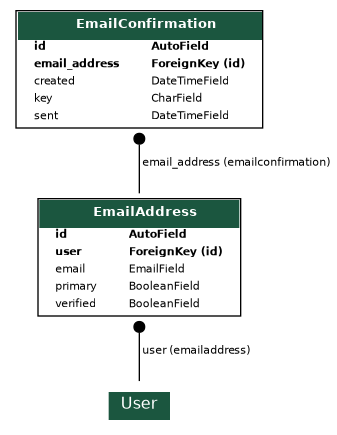 EmailConfirmation
id AutoField
email_address ForeignKey (id)
created DateTimeField
key CharField
sent DateTimeField
email_address (emailconfirmation)
EmailAddress
id AutoField
user ForeignKey (id)
email EmailField
primary BooleanField
verified BooleanField
user (emailaddress)
User